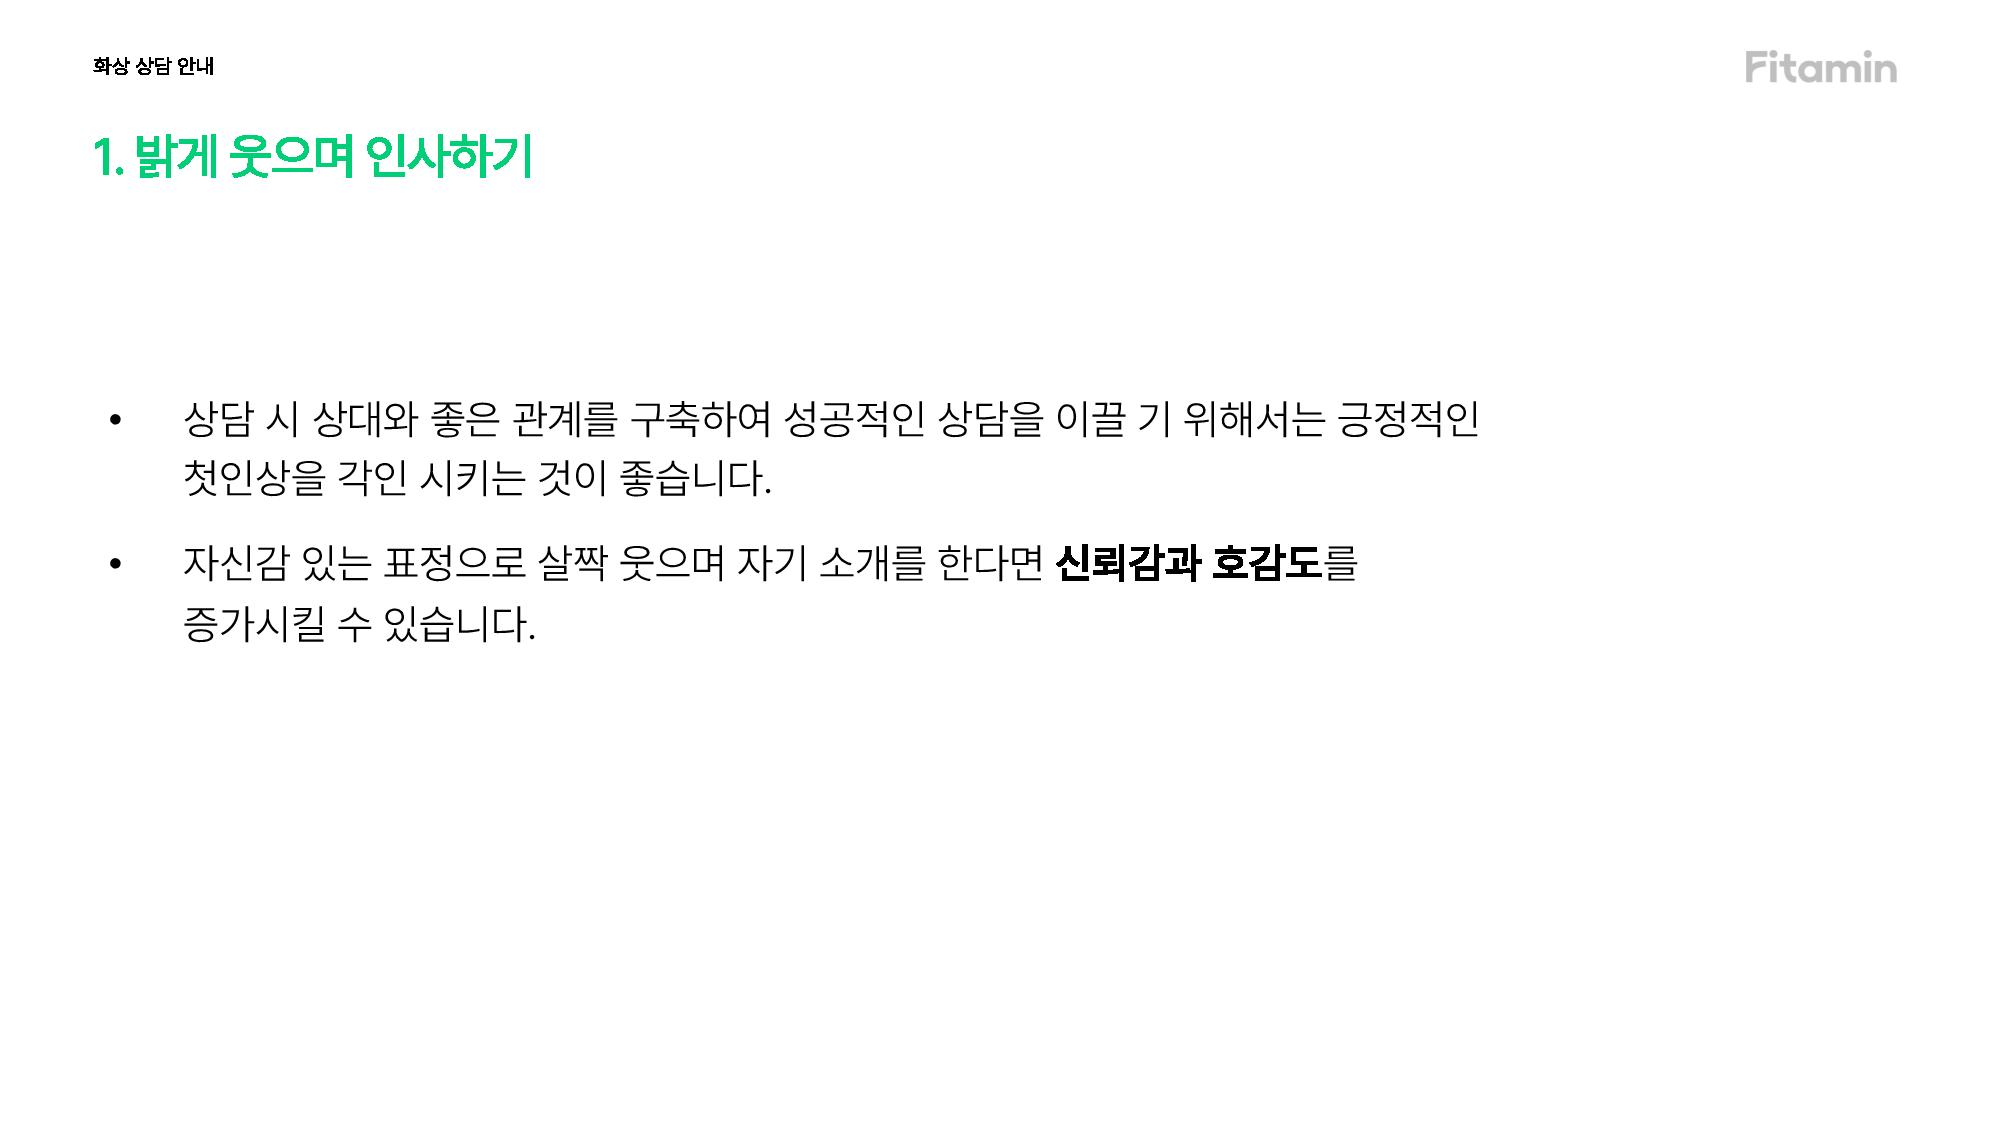 화상 상담 안내
Fitamin
1. 밝게 웃으며 인사하기
• 상담 시 상대와 좋은 관계를 구축하여 성공적인 상담을 이끌 기 위해서는 긍정적인
첫인상을 각인 시키는 것이 좋습니다.
• 자신감 있는 표정으로 살짝 웃으며 자기 소개를 한다면 신뢰감과 호감도를
증가시킬 수 있습니다.